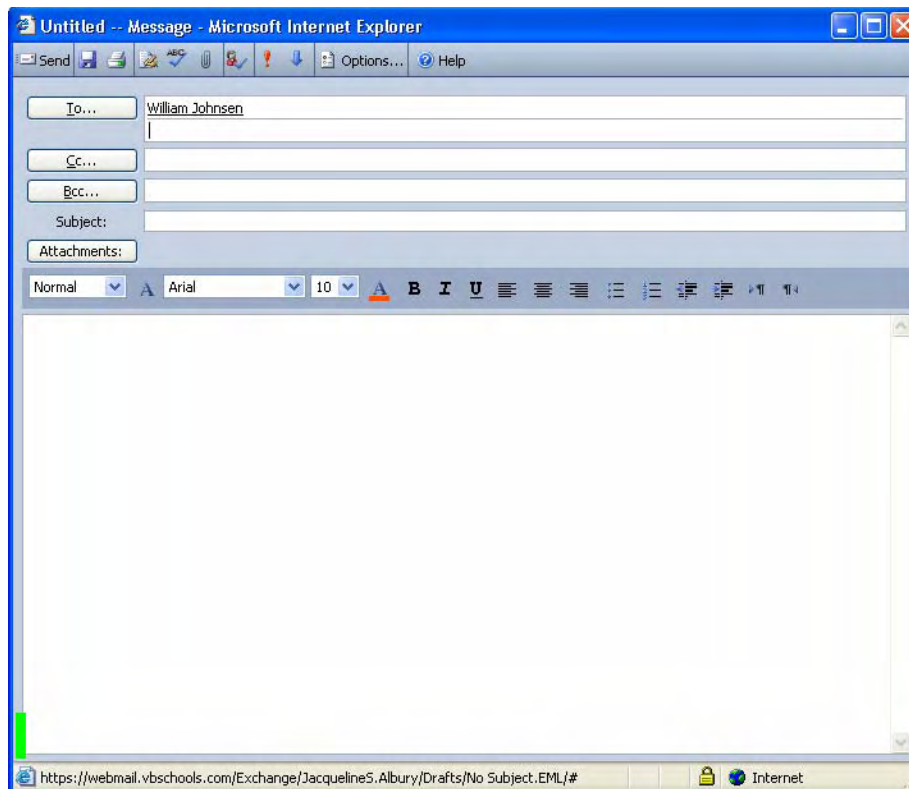 Untitled -- Message - Microsoft Internet Explorer
Send ABC Options... Help
To... William Johnsen
Cc...
Bcc...
Subject:
Attachments:
Normal A Arial 10 A B I U
https://webmail.vbschools.com/Exchange/JacquelineS.Albury/Drafts/No Subject.EML/# Internet